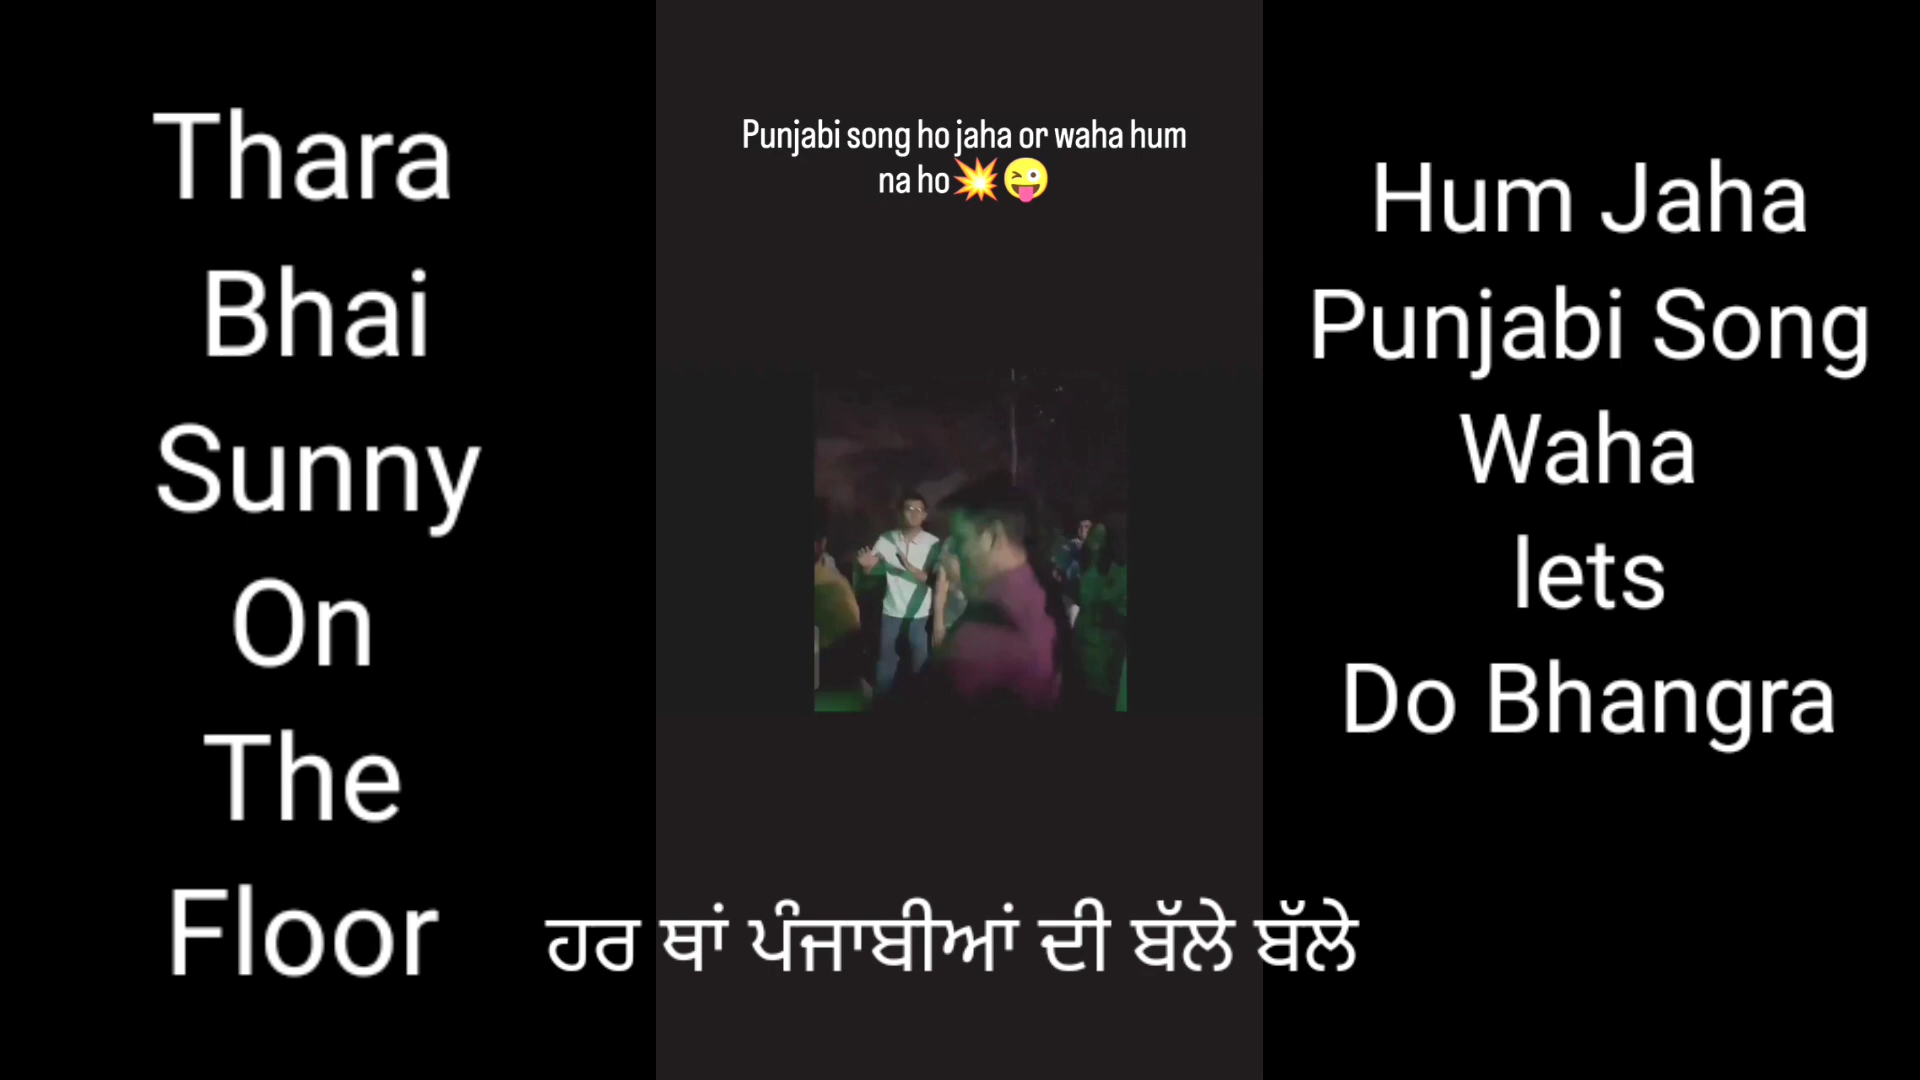 Thara
Bhai
Sunny
On
The
Floor
Punjabi song ho jaha or waha hum
na ho💥😜
Hum Jaha
Punjabi Song
Waha
lets
Do Bhangra
ਹਰ ਥਾਂ ਪੰਜਾਬੀਆਂ ਦੀ ਬੱਲੇ ਬੱਲੇ